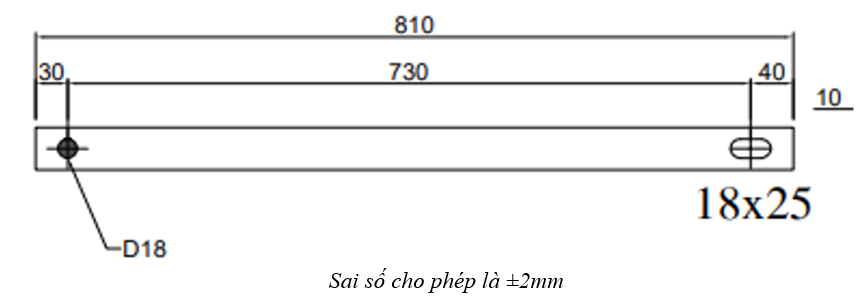 810
30 730 40
10
18x25
D18
Sai số cho phép là ±2mm